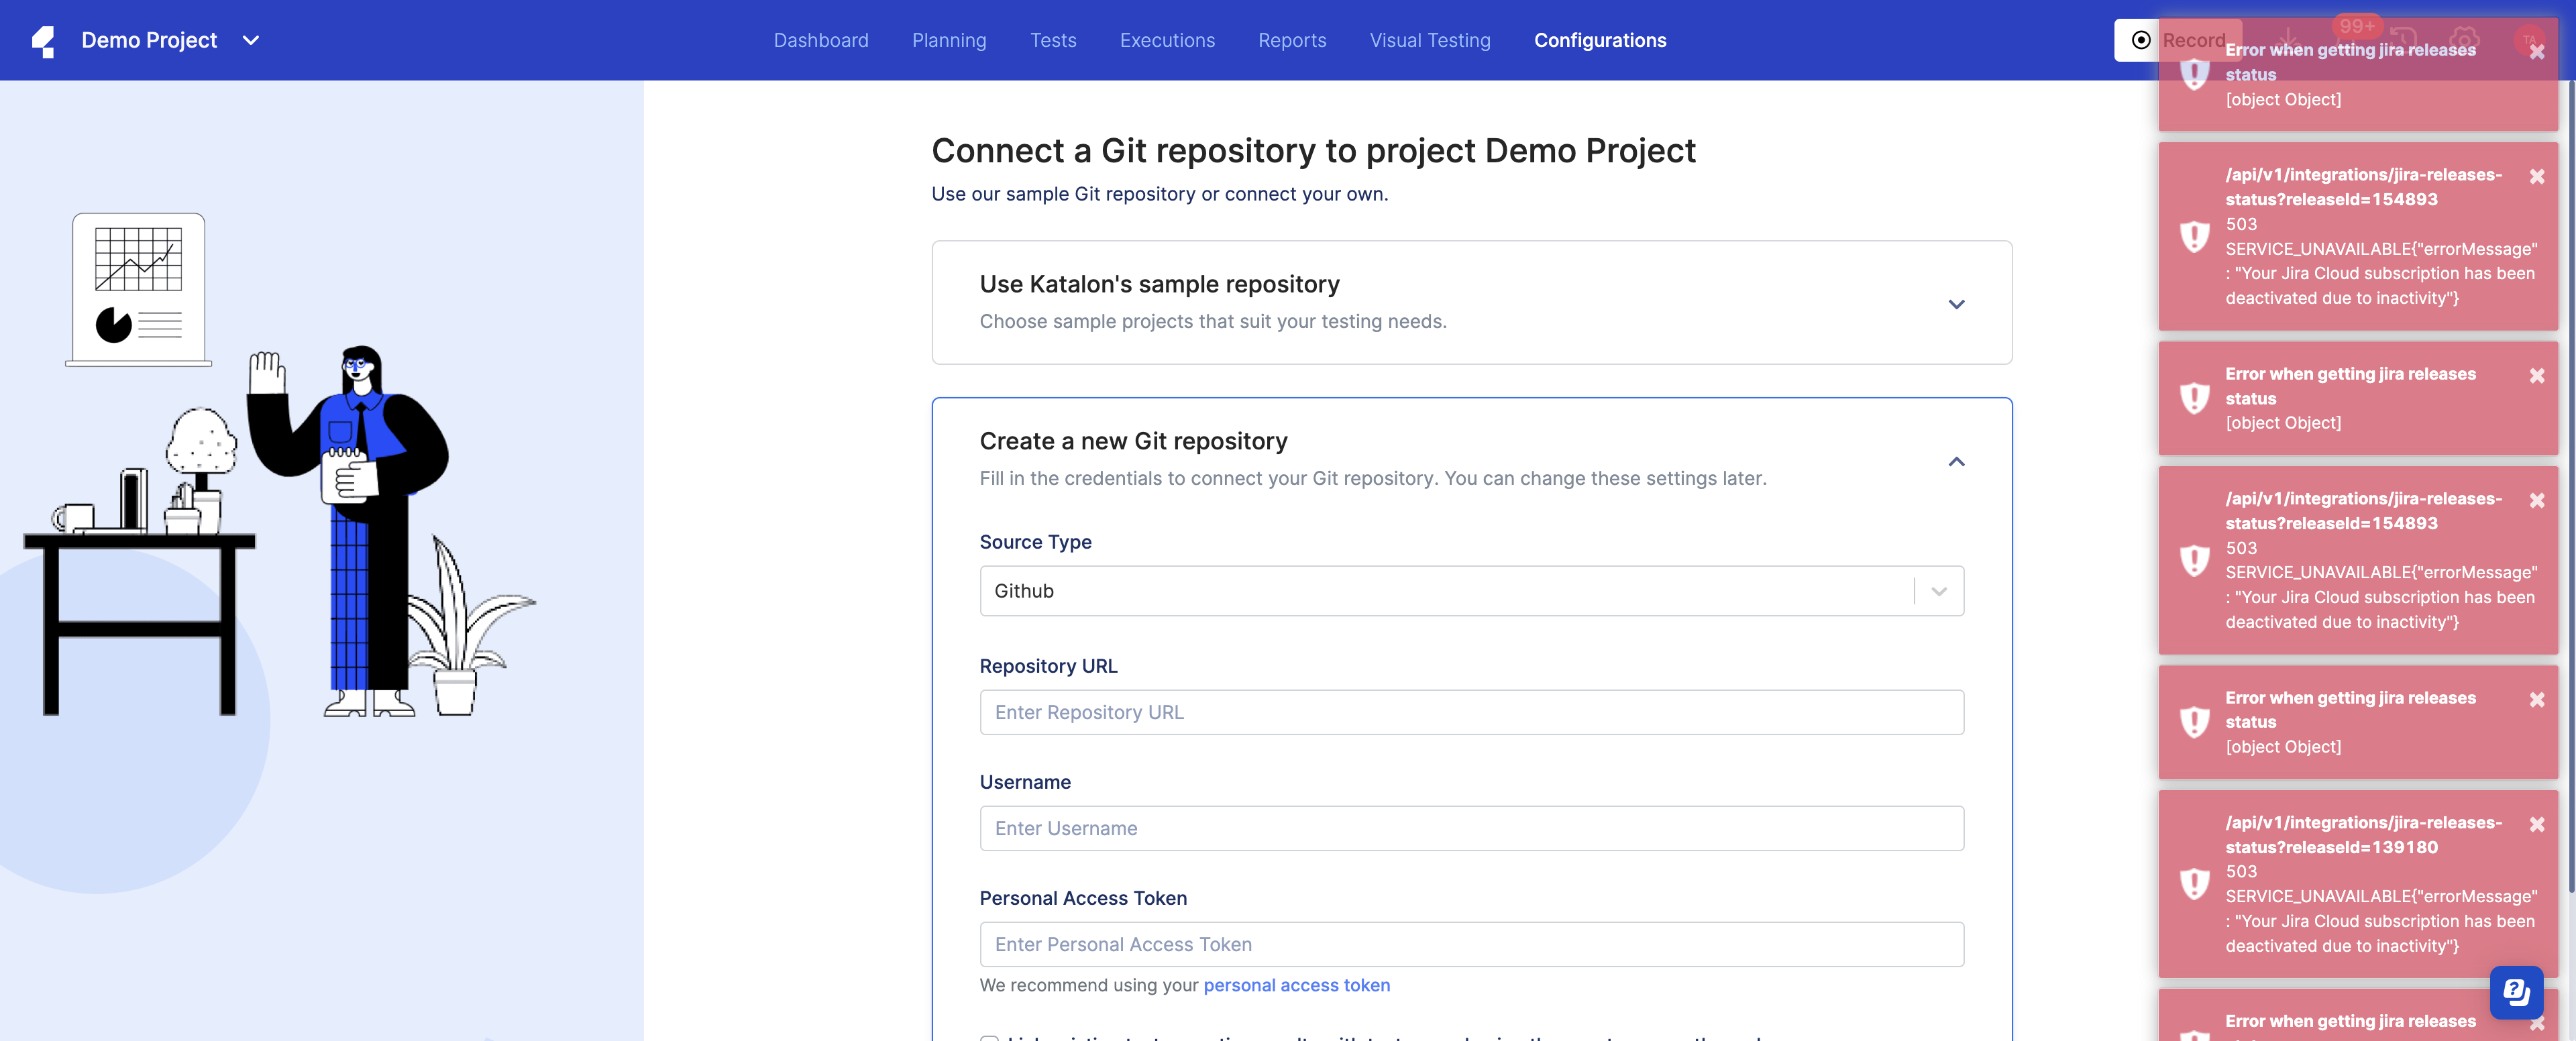 Demo Project
Dashboard
Planning
Tests
Executions
Reports
Visual Testing
Configurations
Record
99+
TA
Connect a Git repository to project Demo Project
Use our sample Git repository or connect your own.
Use Katalon's sample repository
Choose sample projects that suit your testing needs.
Create a new Git repository
Fill in the credentials to connect your Git repository. You can change these settings later.
Source Type
Github
Repository URL
Enter Repository URL
Username
Enter Username
Personal Access Token
Enter Personal Access Token
We recommend using your personal access token
Error when getting jira releases
status
[object Object]
/api/v1/integrations/jira-releases-
status?releaseId=154893
503
SERVICE_UNAVAILABLE{"errorMessage"
: "Your Jira Cloud subscription has been
deactivated due to inactivity"}
Error when getting jira releases
status
[object Object]
/api/v1/integrations/jira-releases-
status?releaseId=154893
503
SERVICE_UNAVAILABLE{"errorMessage"
: "Your Jira Cloud subscription has been
deactivated due to inactivity"}
Error when getting jira releases
status
[object Object]
/api/v1/integrations/jira-releases-
status?releaseId=139180
503
SERVICE_UNAVAILABLE{"errorMessage"
: "Your Jira Cloud subscription has been
deactivated due to inactivity"}
Error when getting jira releases